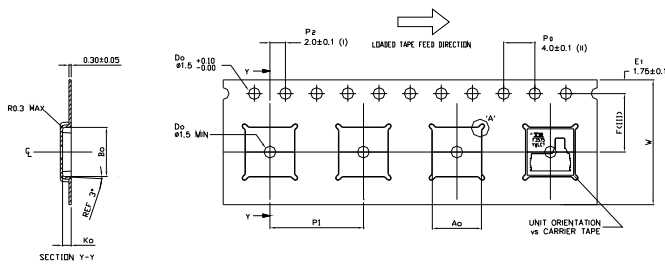 P2
2.0±0.1 (I)
LOADED TAPE FEED DIRECTION
P0
4.0±0.1 (II)
E1
1.75±0.1
0.30±0.05
Do
ø1.5 +0.10
-0.00
Y
R0.3 MAX
Do
ø1.5 MIN
'A'
F(III)
W
Bo
REF 3°
Y
P1
Ao
UNIT ORIENTATION
vs CARRIER TAPE
Ko
SECTION Y-Y